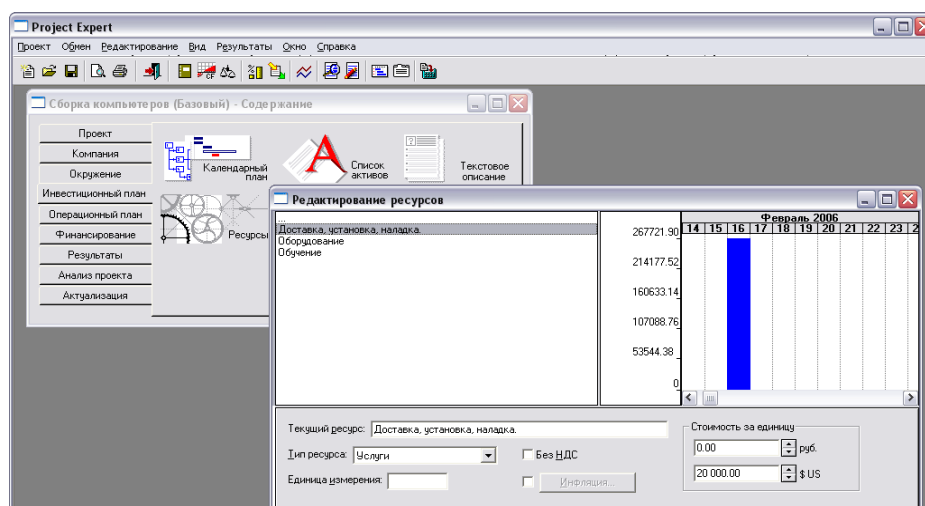 Project Expert
Проект Обмен Редактирование Вид Результаты Окно Справка
Сборка компьютеров (Базовый) - Содержание
Проект
Компания
Окружение
Инвестиционный план
Операционный план
Финансирование
Результаты
Анализ проекта
Актуализация
Календарный план
Список активов
Текстовое описание
Ресурсы
Редактирование ресурсов
...
Доставка, установка, наладка.
Оборудование
Обучение
Февраль 2006
14 15 16 17 18 19 20 21 22 23 2
267721.90
214177.52
160633.14
107088.76
53544.38
0
Текущий ресурс: Доставка, установка, наладка.
Тип ресурса: Услуги
Без НДС
Единица измерения:
Инфляция...
Стоимость за единицу
0.00 руб.
20 000.00 $ US